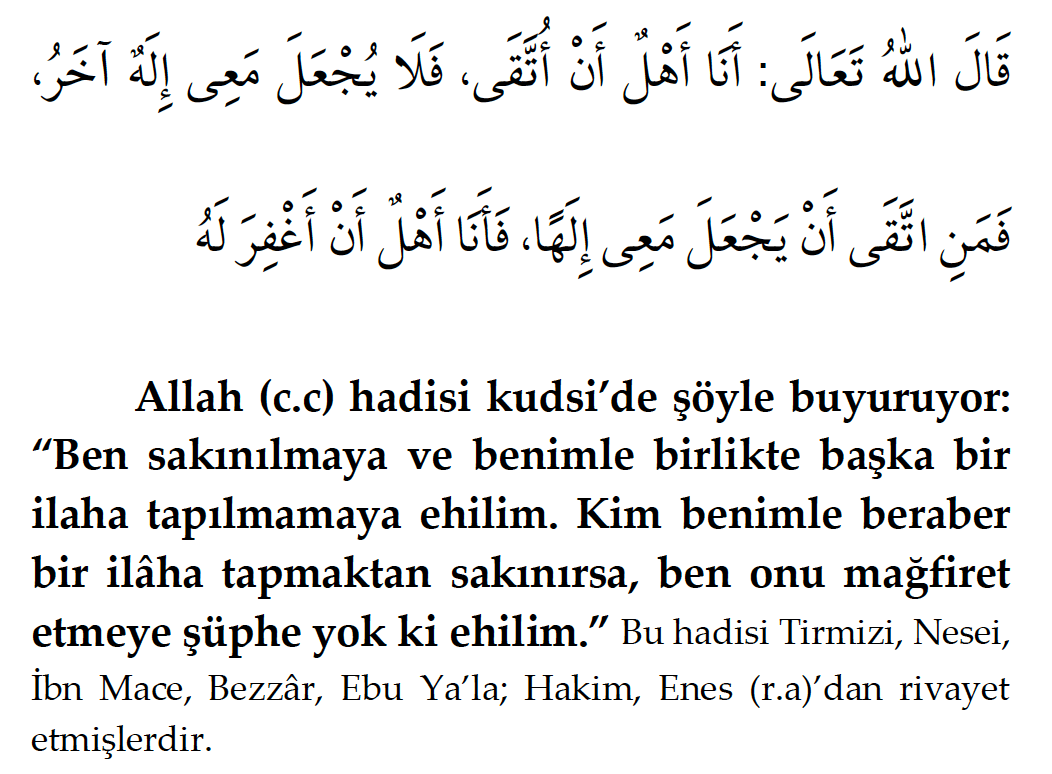 قَالَ اللهُ تَعَالَى: أَنَا أَهْلٌ أَنْ أُتَّقَى، فَلَا يُجْعَلَ مَعِى إِلَهٌ آخَرُ،
فَمَنِ اتَّقَى أَنْ يَجْعَلَ مَعِى إِلَهًا، فَأَنَا أَهْلٌ أَنْ أَغْفِرَ لَهُ
Allah (c.c) hadisi kudsi’de şöyle buyuruyor:
“Ben sakınılmaya ve benimle birlikte başka bir
ilaha tapılmamaya ehilim. Kim benimle beraber
bir ilâha tapmaktan sakınırsa, ben onu mağfiret
etmeye şüphe yok ki ehilim.” Bu hadisi Tirmizi, Nesei,
İbn Mace, Bezzâr, Ebu Ya’la; Hakim, Enes (r.a)’dan rivayet
etmişlerdir.